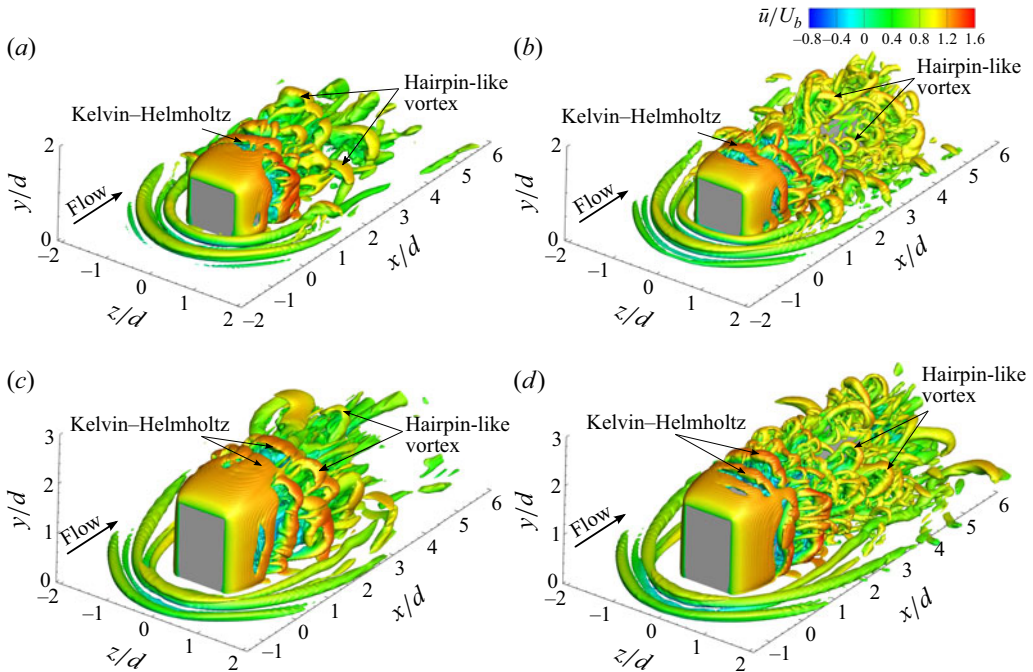 ū/U_b
−0.8 −0.4 0 0.4 0.8 1.2 1.6
(a)
Hairpin-like
vortex
Kelvin–Helmholtz
2
y/d
0
Flow
−2
−1
0
z/d
1
2
−2
−1
0
1
2
x/d
3
4
5
6
(b)
Hairpin-like
vortex
Kelvin–Helmholtz
2
y/d
0
Flow
−2
−1
0
z/d
1
2
−2
−1
0
1
2
x/d
3
4
5
6
(c)
Kelvin–Helmholtz
Hairpin-like
vortex
3
2
y/d
1
0
Flow
−2
−1
0
z/d
1
2
−1
0
1
2
x/d
3
4
5
6
(d)
Hairpin-like
vortex
Kelvin–Helmholtz
3
2
y/d
1
0
Flow
−2
−1
0
z/d
1
2
−1
0
1
2
x/d
3
4
5
6